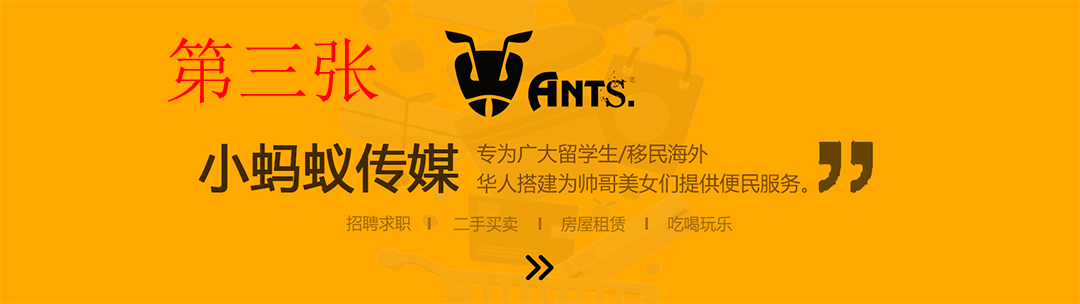 第三张
ANTS.®
小蚂蚁传媒
专为广大留学生/移民海外
华人搭建为帅哥美女们提供便民服务。
招聘求职 | 二手买卖 | 房屋租赁 | 吃喝玩乐